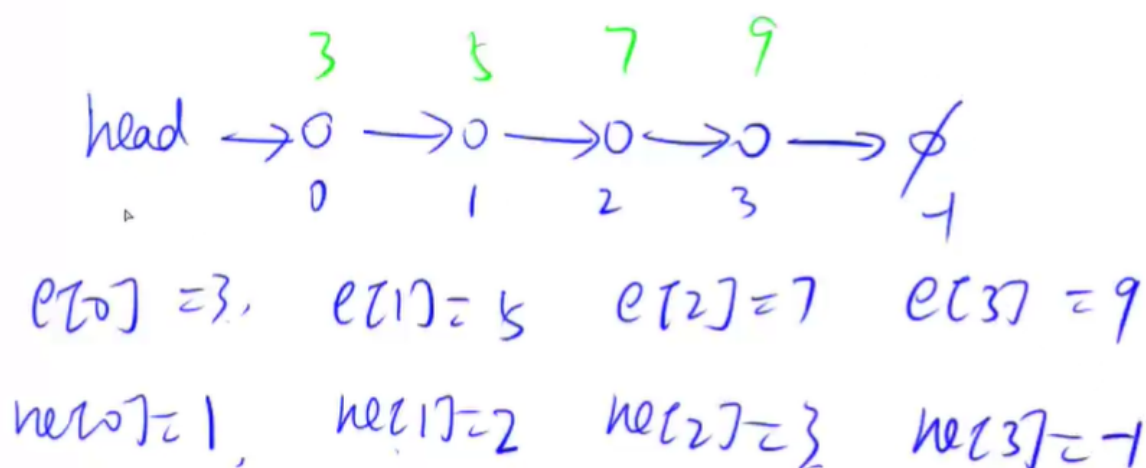 3 5 7 9
head → o → o → o → o → ∅
0 1 2 3 -1
e[0] = 3, e[1] = 5 e[2] = 7 e[3] = 9
ne[0] = 1, ne[1] = 2 ne[2] = 3 ne[3] = -1